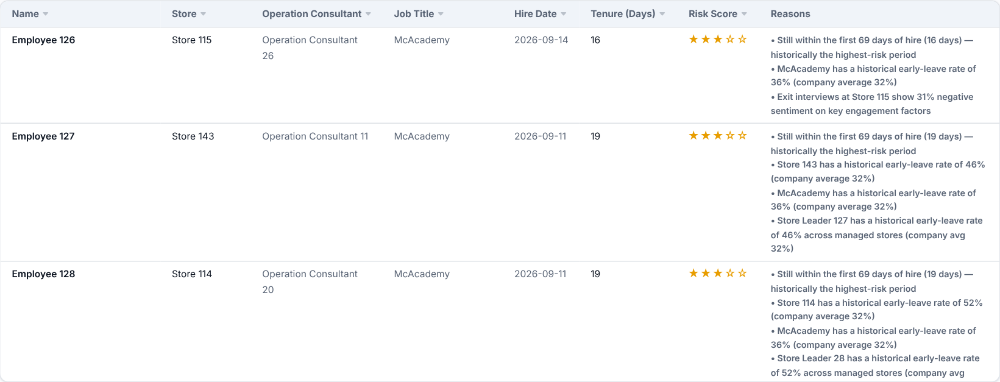 Name Store Operation Consultant Job Title Hire Date Tenure (Days) Risk Score Reasons
Employee 126 Store 115 Operation Consultant McAcademy 2026-09-14 16 ★★★☆☆ • Still within the first 69 days of hire (16 days) —
26 historically the highest-risk period
• McAcademy has a historical early-leave rate of
36% (company average 32%)
• Exit interviews at Store 115 show 31% negative
sentiment on key engagement factors
Employee 127 Store 143 Operation Consultant 11 McAcademy 2026-09-11 19 ★★★☆☆ • Still within the first 69 days of hire (19 days) —
historically the highest-risk period
• Store 143 has a historical early-leave rate of 46%
(company average 32%)
• McAcademy has a historical early-leave rate of
36% (company average 32%)
• Store Leader 127 has a historical early-leave rate
of 46% across managed stores (company avg
32%)
Employee 128 Store 114 Operation Consultant McAcademy 2026-09-11 19 ★★★☆☆ • Still within the first 69 days of hire (19 days) —
20 historically the highest-risk period
• Store 114 has a historical early-leave rate of 52%
(company average 32%)
• McAcademy has a historical early-leave rate of
36% (company average 32%)
• Store Leader 28 has a historical early-leave rate
of 52% across managed stores (company avg